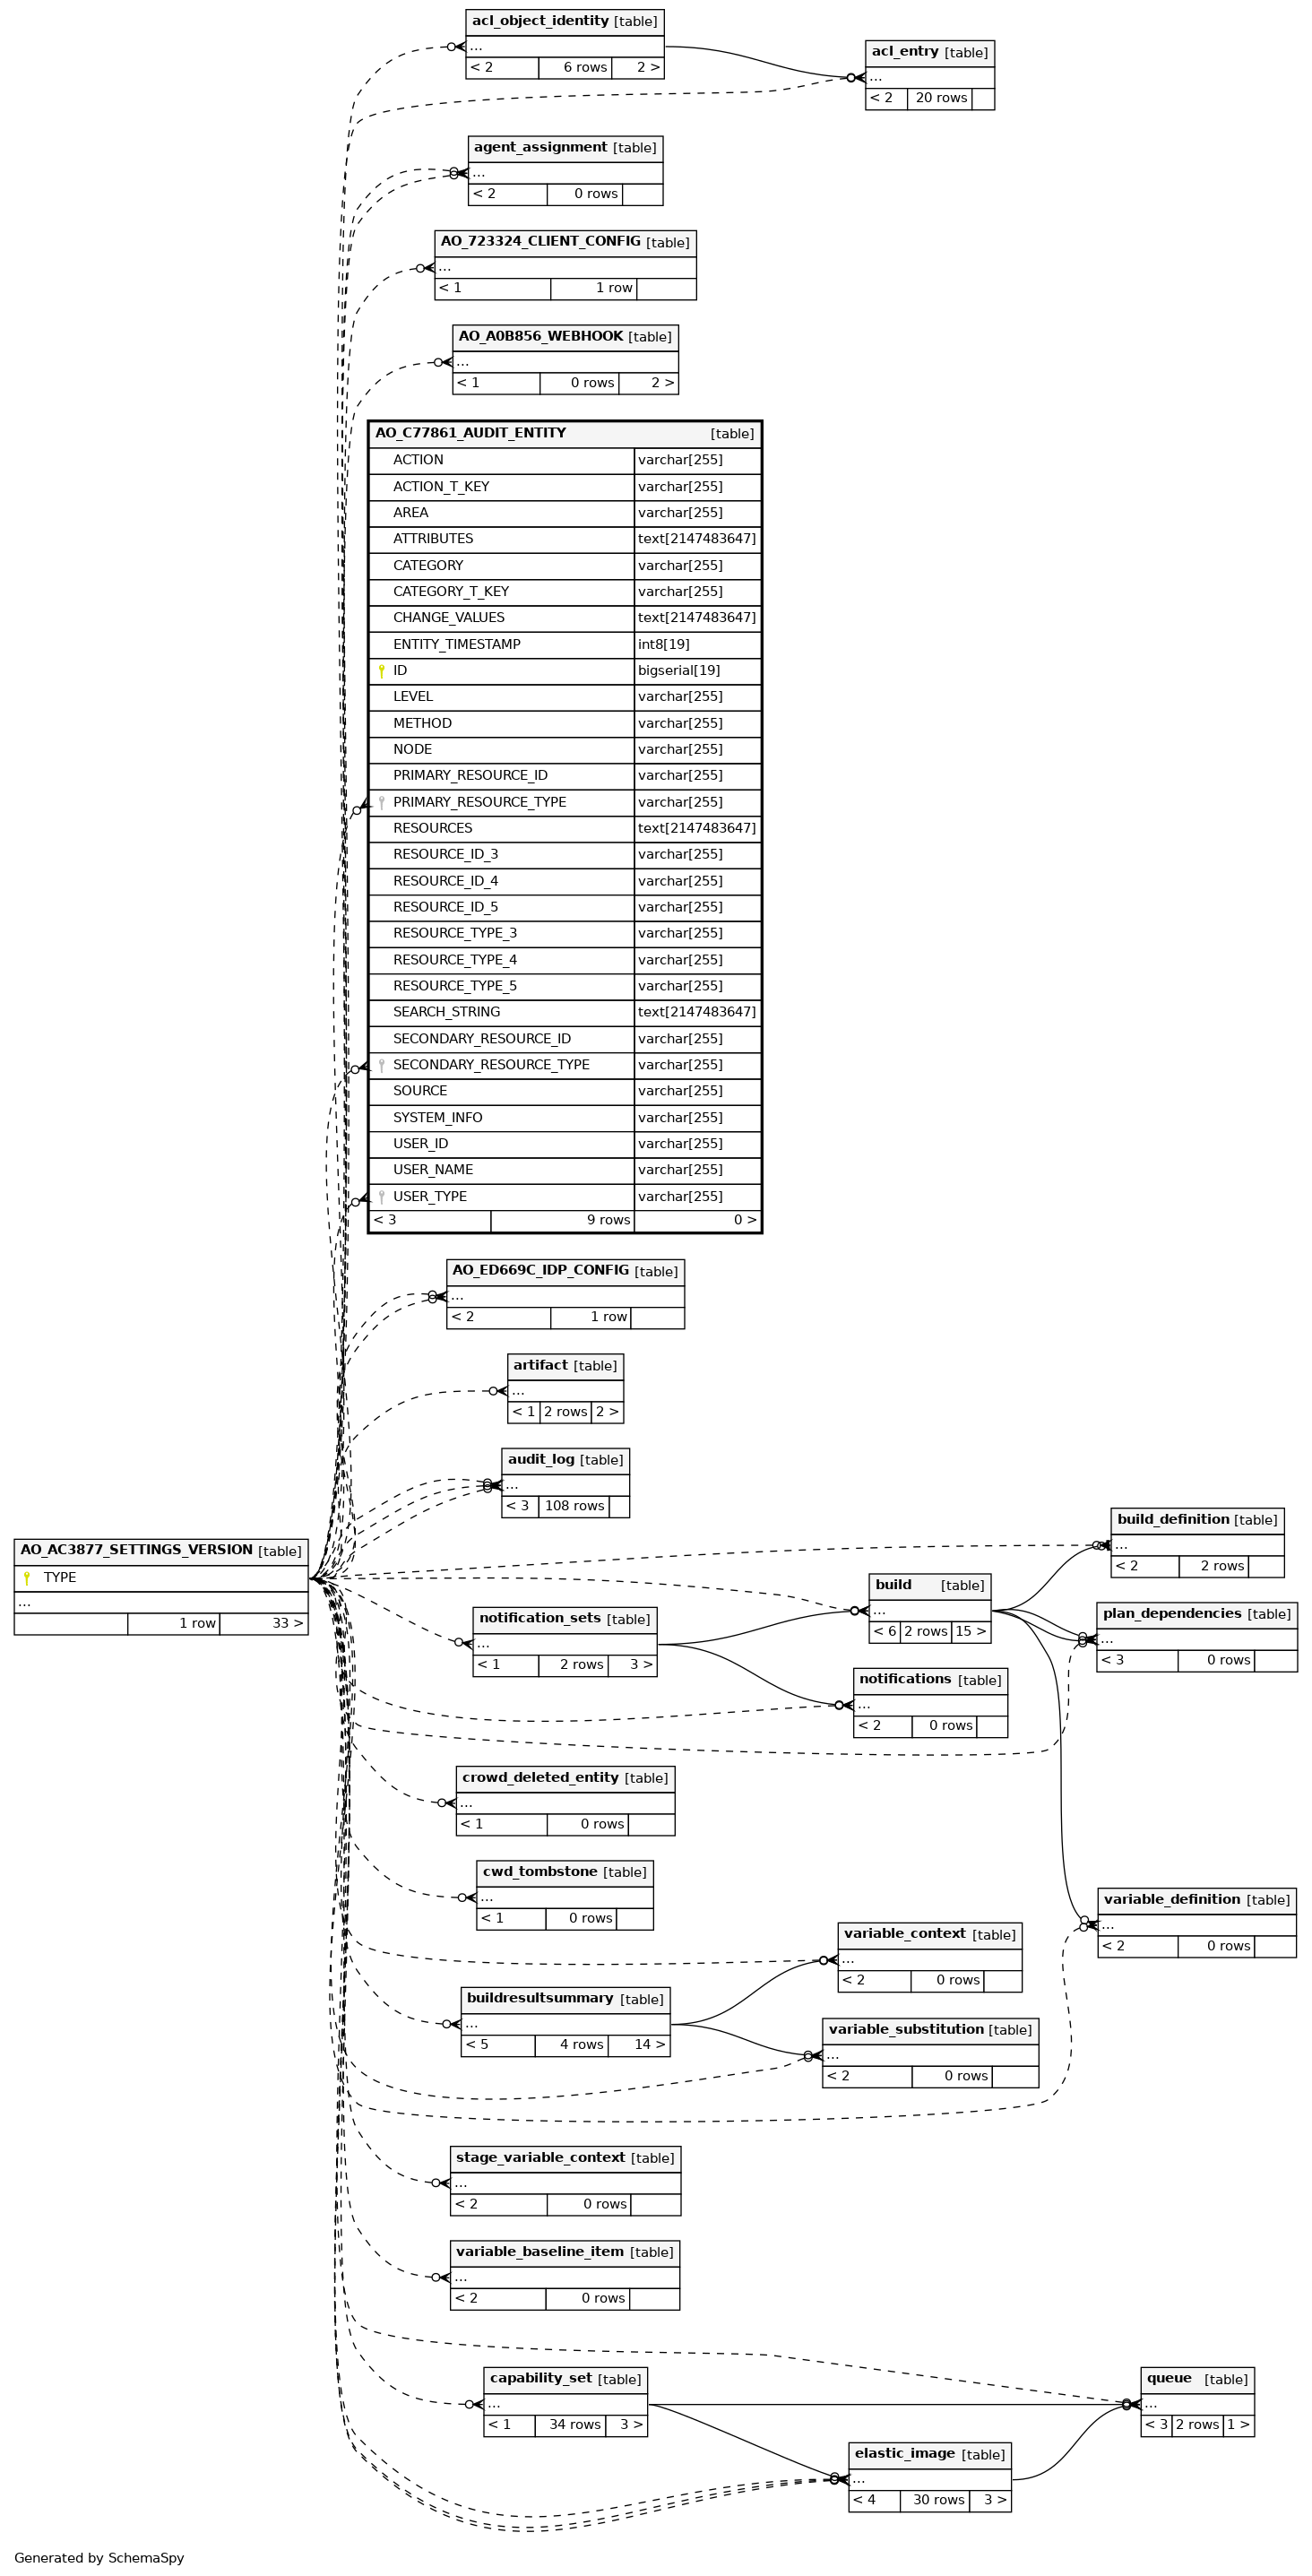 acl_object_identity [table]
...
< 2 6 rows 2 >
acl_entry [table]
...
< 2 20 rows
agent_assignment [table]
...
< 2 0 rows
AO_723324_CLIENT_CONFIG [table]
...
< 1 1 row
AO_A0B856_WEBHOOK [table]
...
< 1 0 rows 2 >
AO_C77861_AUDIT_ENTITY [table]
ACTION varchar[255]
ACTION_T_KEY varchar[255]
AREA varchar[255]
ATTRIBUTES text[2147483647]
CATEGORY varchar[255]
CATEGORY_T_KEY varchar[255]
CHANGE_VALUES text[2147483647]
ENTITY_TIMESTAMP int8[19]
ID bigserial[19]
LEVEL varchar[255]
METHOD varchar[255]
NODE varchar[255]
PRIMARY_RESOURCE_ID varchar[255]
PRIMARY_RESOURCE_TYPE varchar[255]
RESOURCES text[2147483647]
RESOURCE_ID_3 varchar[255]
RESOURCE_ID_4 varchar[255]
RESOURCE_ID_5 varchar[255]
RESOURCE_TYPE_3 varchar[255]
RESOURCE_TYPE_4 varchar[255]
RESOURCE_TYPE_5 varchar[255]
SEARCH_STRING text[2147483647]
SECONDARY_RESOURCE_ID varchar[255]
SECONDARY_RESOURCE_TYPE varchar[255]
SOURCE varchar[255]
SYSTEM_INFO varchar[255]
USER_ID varchar[255]
USER_NAME varchar[255]
USER_TYPE varchar[255]
< 3 9 rows 0 >
AO_ED669C_IDP_CONFIG [table]
...
< 2 1 row
artifact [table]
...
< 1 2 rows 2 >
audit_log [table]
...
< 3 108 rows
AO_AC3877_SETTINGS_VERSION [table]
TYPE
...
1 row 33 >
build_definition [table]
...
< 2 2 rows
build [table]
...
< 6 2 rows 15 >
plan_dependencies [table]
...
< 3 0 rows
notification_sets [table]
...
< 1 2 rows 3 >
notifications [table]
...
< 2 0 rows
crowd_deleted_entity [table]
...
< 1 0 rows
cwd_tombstone [table]
...
< 1 0 rows
variable_definition [table]
...
< 2 0 rows
variable_context [table]
...
< 2 0 rows
buildresultsummary [table]
...
< 5 4 rows 14 >
variable_substitution [table]
...
< 2 0 rows
stage_variable_context [table]
...
< 2 0 rows
variable_baseline_item [table]
...
< 2 0 rows
capability_set [table]
...
< 1 34 rows 3 >
queue [table]
...
< 3 2 rows 1 >
elastic_image [table]
...
< 4 30 rows 3 >
Generated by SchemaSpy